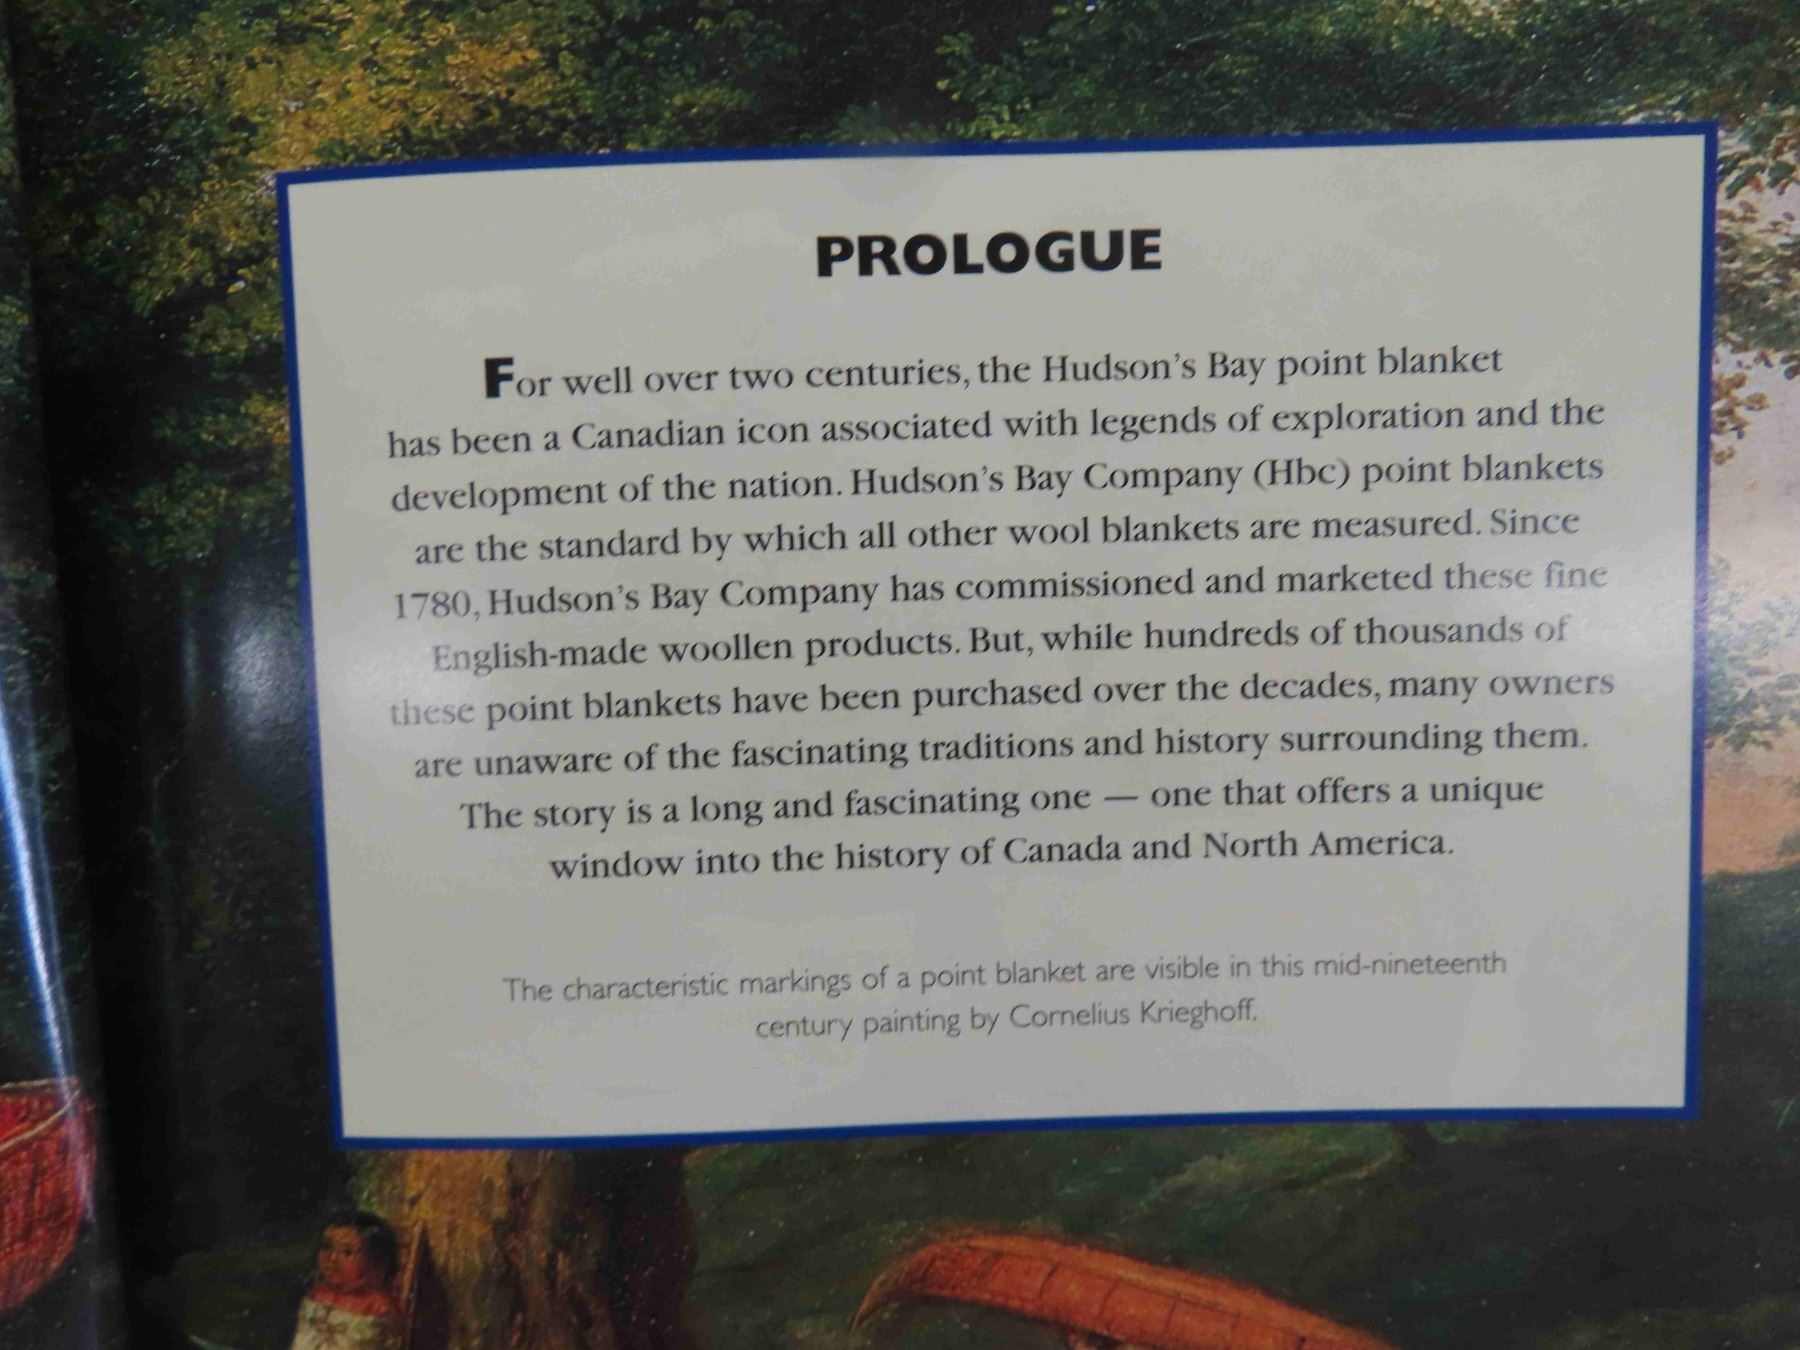 PROLOGUE
For well over two centuries, the Hudson's Bay point blanket
has been a Canadian icon associated with legends of exploration and the
development of the nation. Hudson's Bay Company (Hbc) point blankets
are the standard by which all other wool blankets are measured. Since
1780, Hudson's Bay Company has commissioned and marketed these fine
English-made woollen products. But, while hundreds of thousands of
these point blankets have been purchased over the decades, many owners
are unaware of the fascinating traditions and history surrounding them.
The story is a long and fascinating one — one that offers a unique
window into the history of Canada and North America.
The characteristic markings of a point blanket are visible in this mid-nineteenth
century painting by Cornelius Krieghoff.